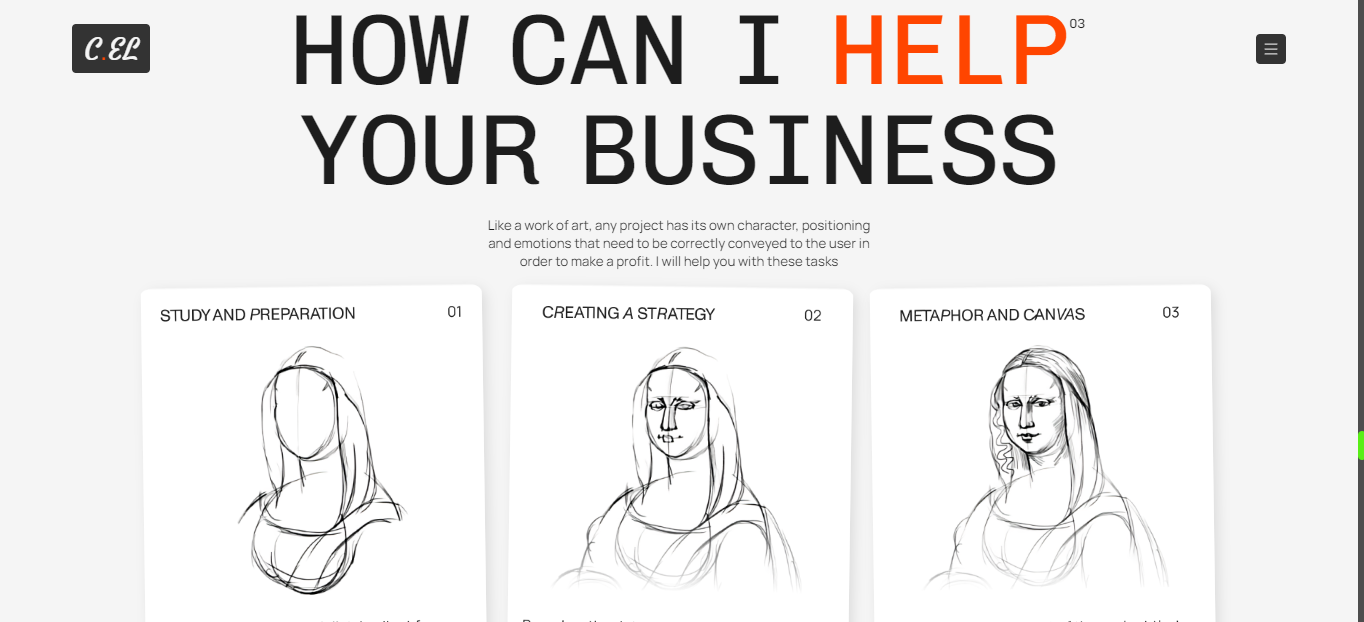 C.EL
HOW CAN I HELP 03
YOUR BUSINESS
Like a work of art, any project has its own character, positioning
and emotions that need to be correctly conveyed to the user in
order to make a profit. I will help you with these tasks
STUDY AND PREPARATION 01
CREATING A STRATEGY 02
METAPHOR AND CANVAS 03